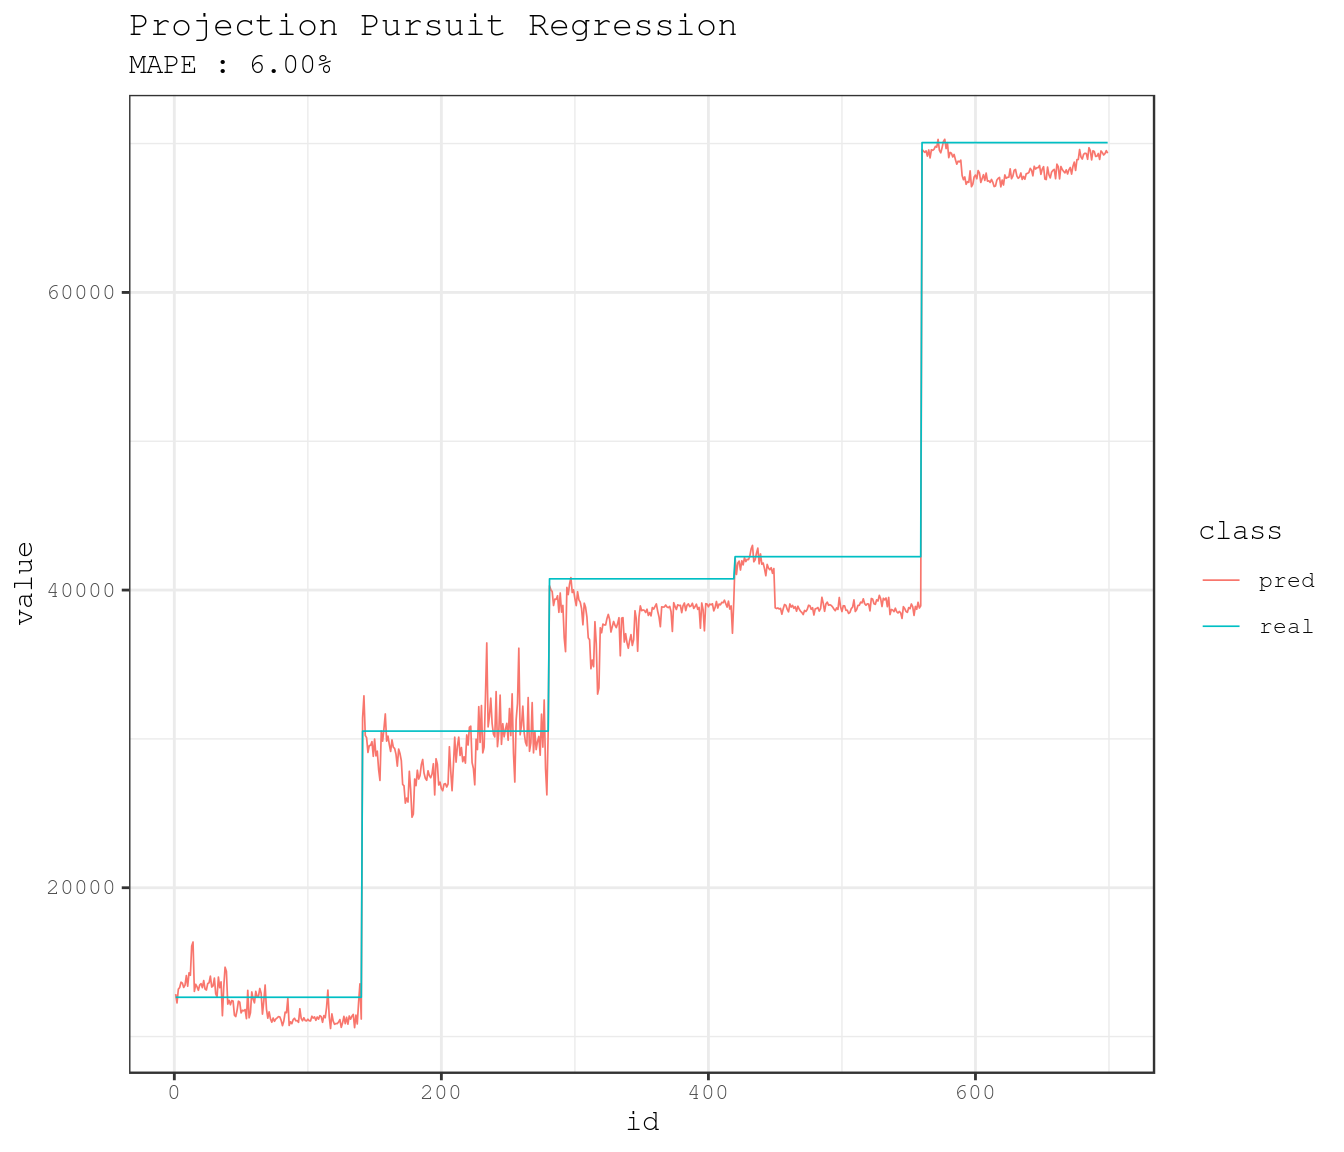 Projection Pursuit Regression
MAPE : 6.00%
value
60000
40000
20000
0
200
400
600
id
class
pred
real